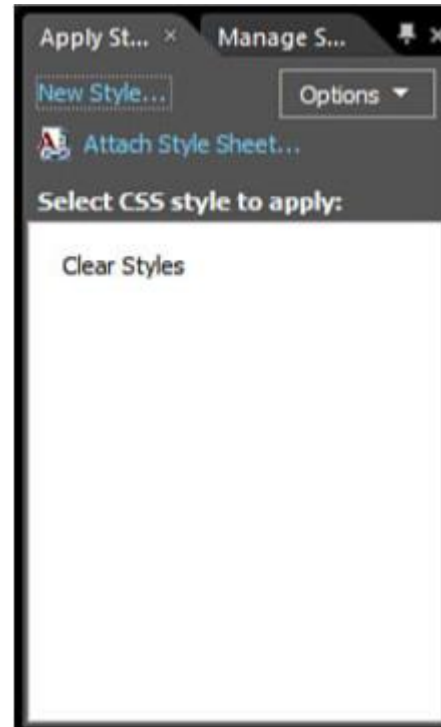 Apply St... × Manage S... ×
New Style... Options
Attach Style Sheet...
Select CSS style to apply:
Clear Styles